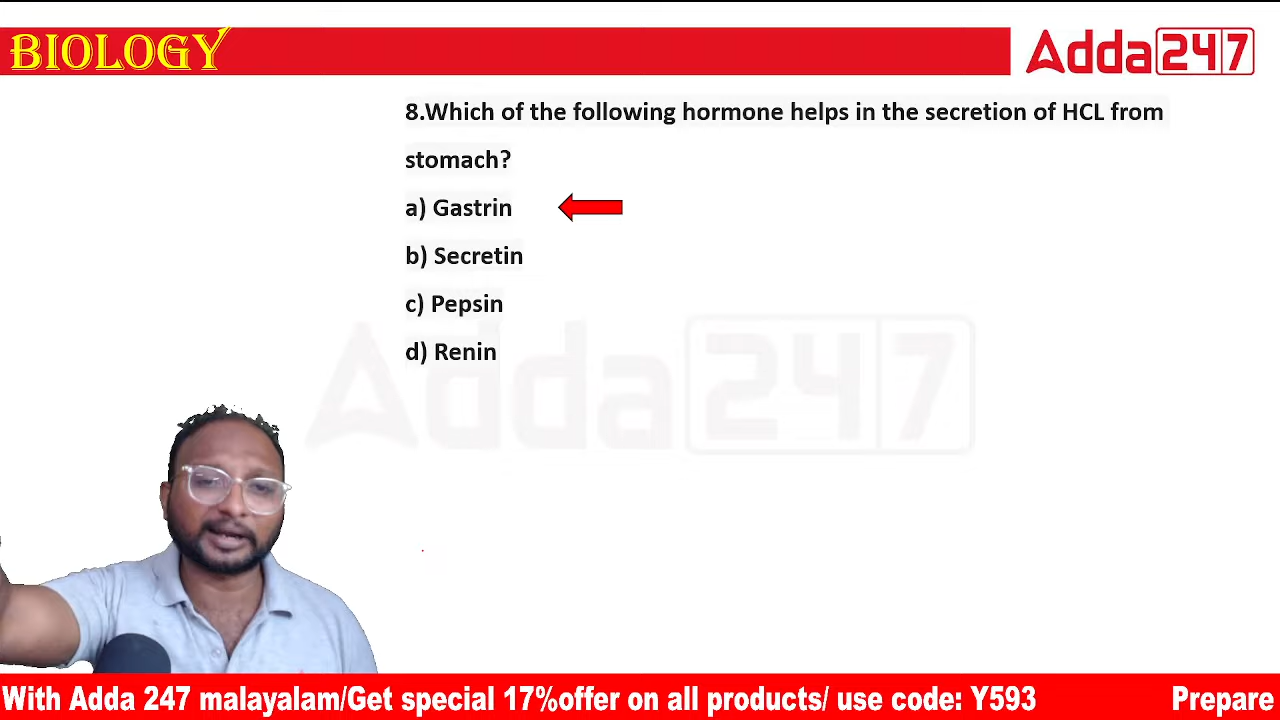 BIOLOGY
Adda247
8.Which of the following hormone helps in the secretion of HCL from
stomach?
a) Gastrin
b) Secretin
c) Pepsin
d) Renin
Adda247
With Adda 247 malayalam/Get special 17%offer on all products/ use code: Y593 Prepare